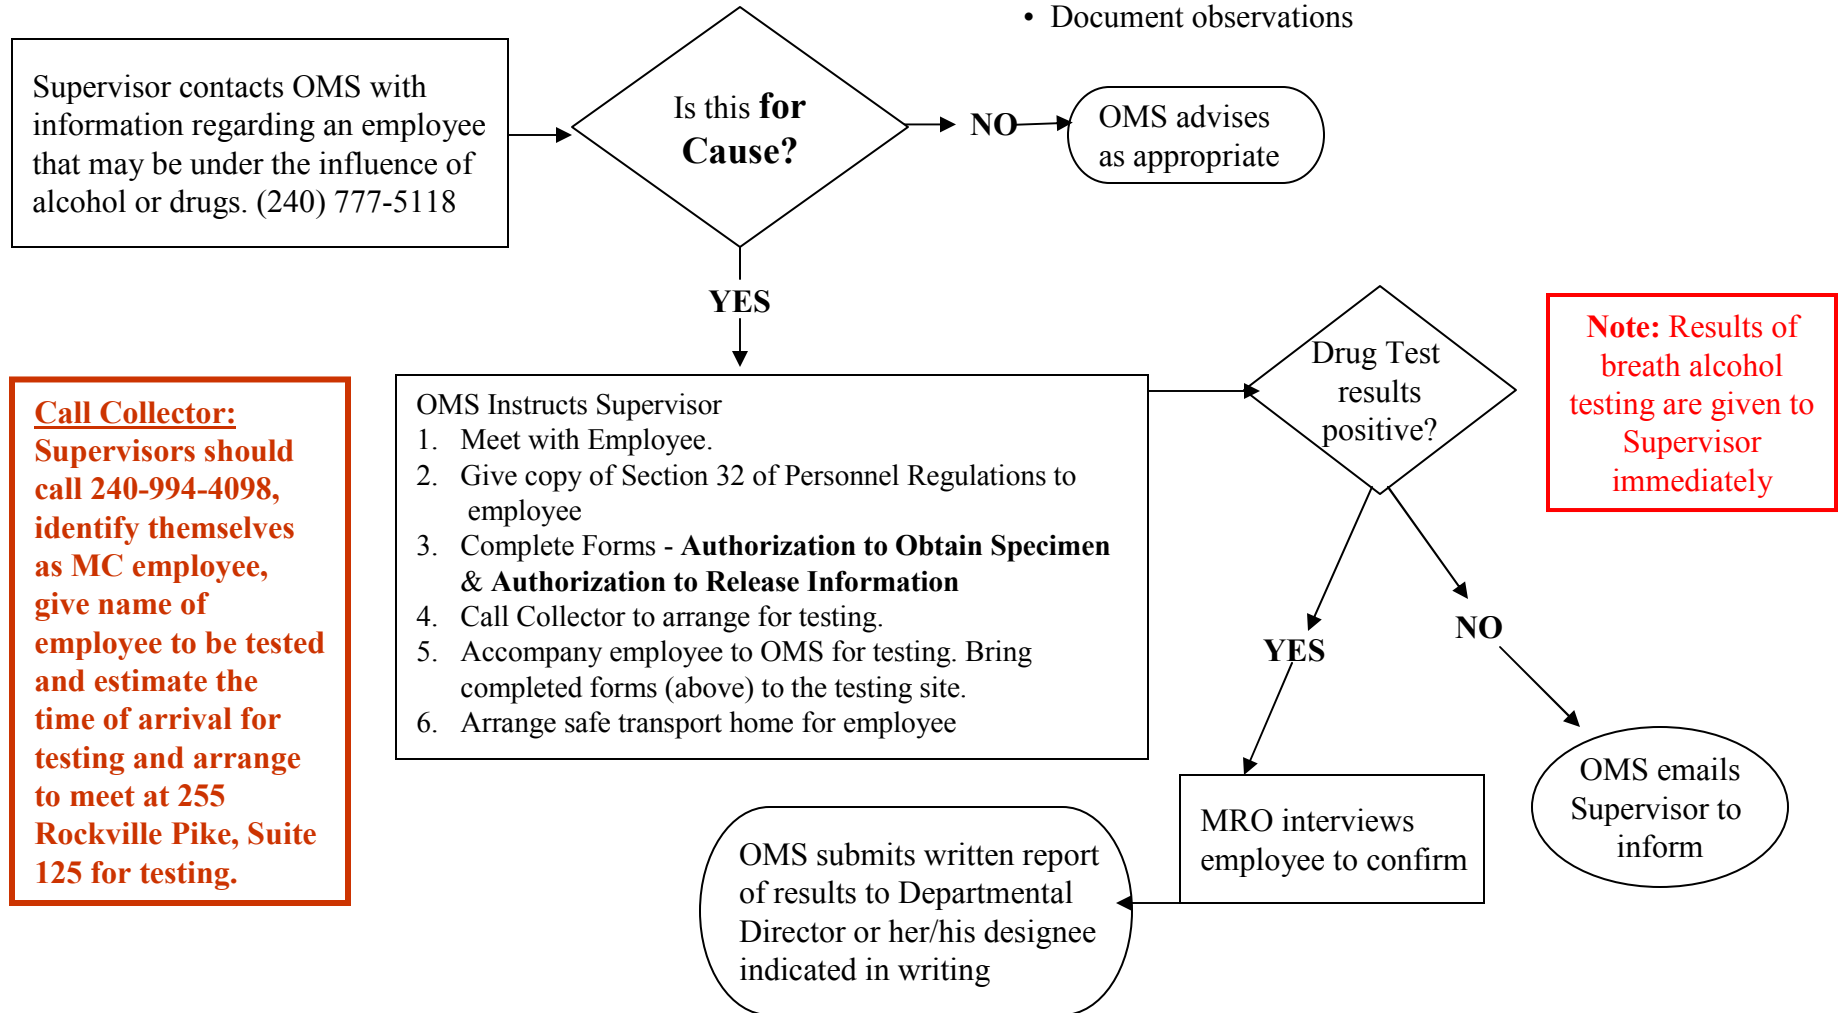 • Document observations
Supervisor contacts OMS with
information regarding an employee
that may be under the influence of
alcohol or drugs. (240) 777-5118
Is this for
Cause?
NO
OMS advises
as appropriate
YES
Call Collector:
Supervisors should
call 240-994-4098,
identify themselves
as MC employee,
give name of
employee to be tested
and estimate the
time of arrival for
testing and arrange
to meet at 255
Rockville Pike, Suite
125 for testing.
OMS Instructs Supervisor
1. Meet with Employee.
2. Give copy of Section 32 of Personnel Regulations to
employee
3. Complete Forms - Authorization to Obtain Specimen
& Authorization to Release Information
4. Call Collector to arrange for testing.
5. Accompany employee to OMS for testing. Bring
completed forms (above) to the testing site.
6. Arrange safe transport home for employee
Drug Test
results
positive?
Note: Results of
breath alcohol
testing are given to
Supervisor
immediately
YES
NO
MRO interviews
employee to confirm
OMS emails
Supervisor to
inform
OMS submits written report
of results to Departmental
Director or her/his designee
indicated in writing